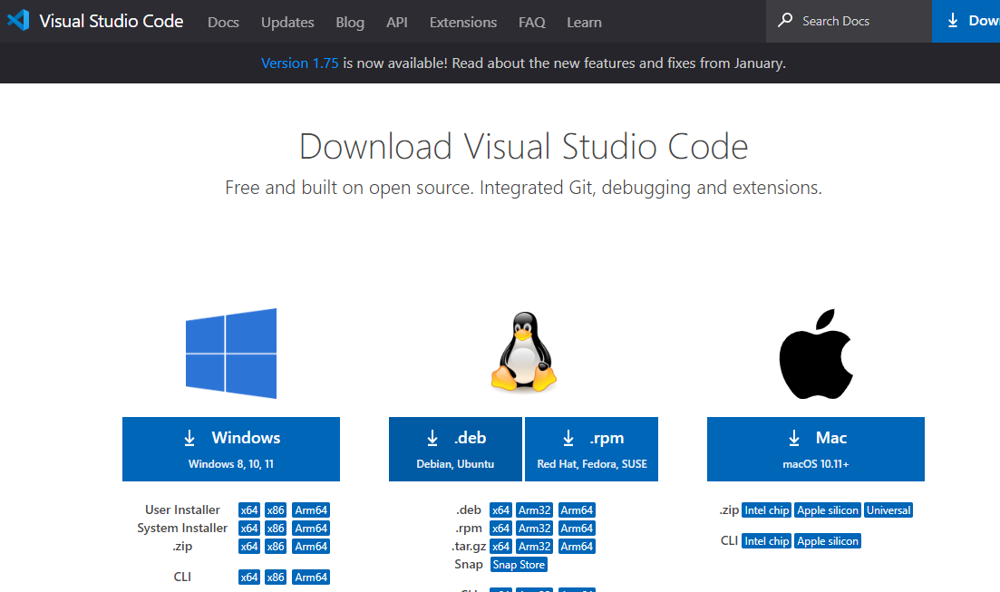 Visual Studio Code Docs Updates Blog API Extensions FAQ Learn Search Docs
Version 1.75 is now available! Read about the new features and fixes from January.
Download Visual Studio Code
Free and built on open source. Integrated Git, debugging and extensions.
Windows
Windows 8, 10, 11
User Installer x64 x86 Arm64
System Installer x64 x86 Arm64
.zip x64 x86 Arm64
CLI x64 x86 Arm64
.deb
Debian, Ubuntu
.rpm
Red Hat, Fedora, SUSE
.deb x64 Arm32 Arm64
.rpm x64 Arm32 Arm64
.tar.gz x64 Arm32 Arm64
Snap Snap Store
Mac
macOS 10.11+
.zip Intel chip Apple silicon Universal
CLI Intel chip Apple silicon